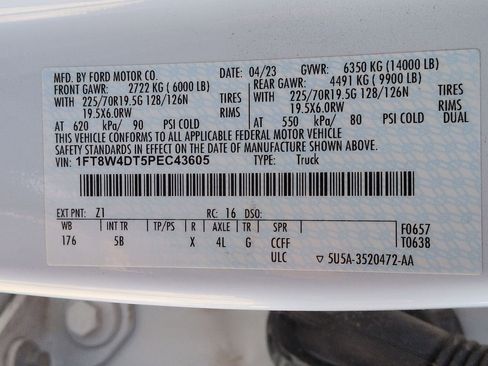 MFD. BY FORD MOTOR CO. 04/23 GVWR: 6350 KG (14000 LB)
FRONT GAWR: 2722 KG (6000 LB) REAR GAWR: 4491 KG (9900 LB)
WITH 225/70R19.5G 128/126N TIRES WITH 225/70R19.5G 128/126N TIRES
19.5X6.0RW RIMS 19.5X6.0RW RIMS
AT 620 kPa/ 90 PSI COLD AT 550 kPa/ 80 PSI COLD DUAL
THIS VEHICLE CONFORMS TO ALL APPLICABLE FEDERAL MOTOR VEHICLE
SAFETY STANDARDS IN EFFECT ON THE DATE OF MANUFACTURE SHOWN ABOVE.
VIN: 1FT8W4DT5PEC43605 TYPE: Truck
EXT PNT: Z1 RC: 16 DSO:
WB INT TR TP/PS R AXLE TR SPR F0657
176 5B X 4L G CCFF T0638
ULC ▽ 5U5A-3520472-AA